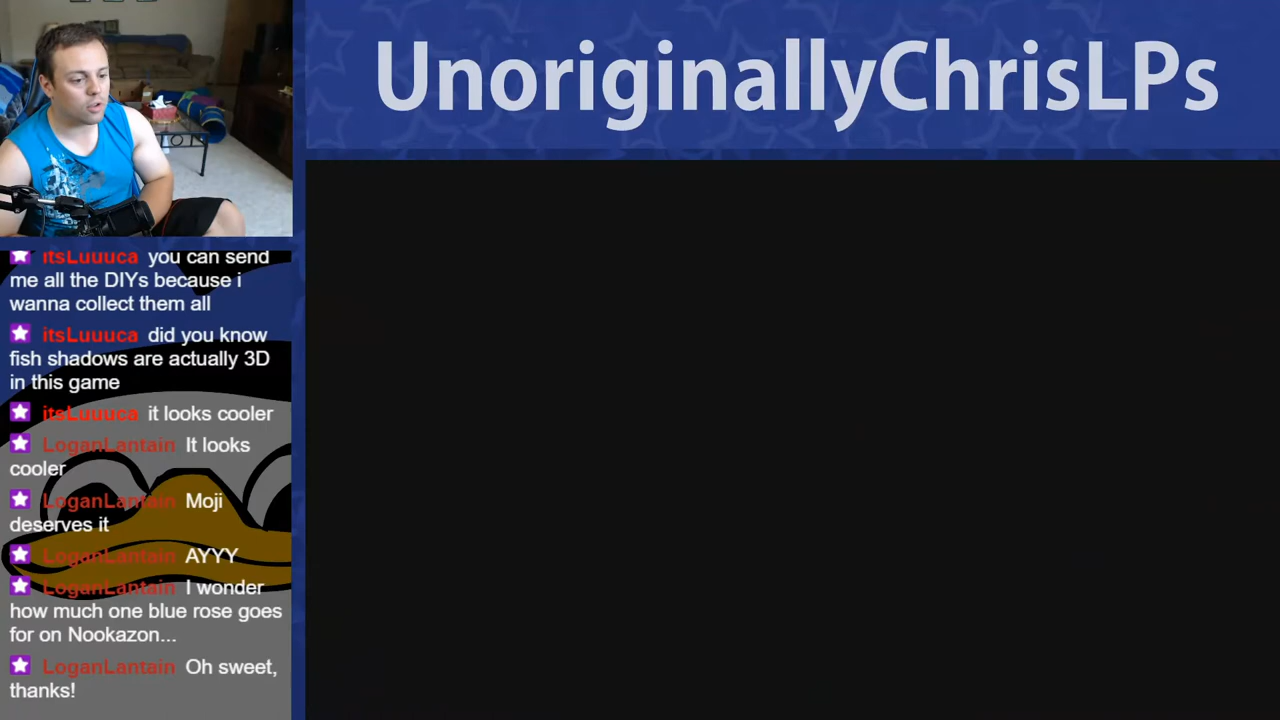 UnoriginallyChrisLPs
itsLuuuca you can send
me all the DIYs because i
wanna collect them all
itsLuuuca did you know
fish shadows are actually 3D
in this game
itsLuuuca it looks cooler
LoganLantain It looks
cooler
LoganLantain Moji
deserves it
LoganLantain AYYY
LoganLantain I wonder
how much one blue rose goes
for on Nookazon...
LoganLantain Oh sweet,
thanks!